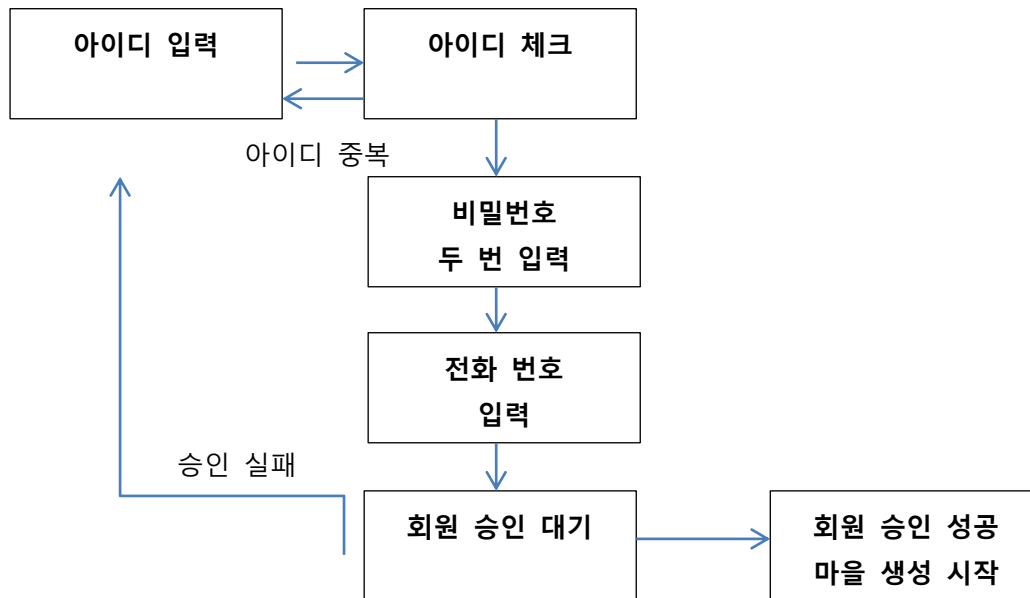 아이디 입력
아이디 체크
아이디 중복
비밀번호
두 번 입력
전화 번호
입력
승인 실패
회원 승인 대기
회원 승인 성공
마을 생성 시작